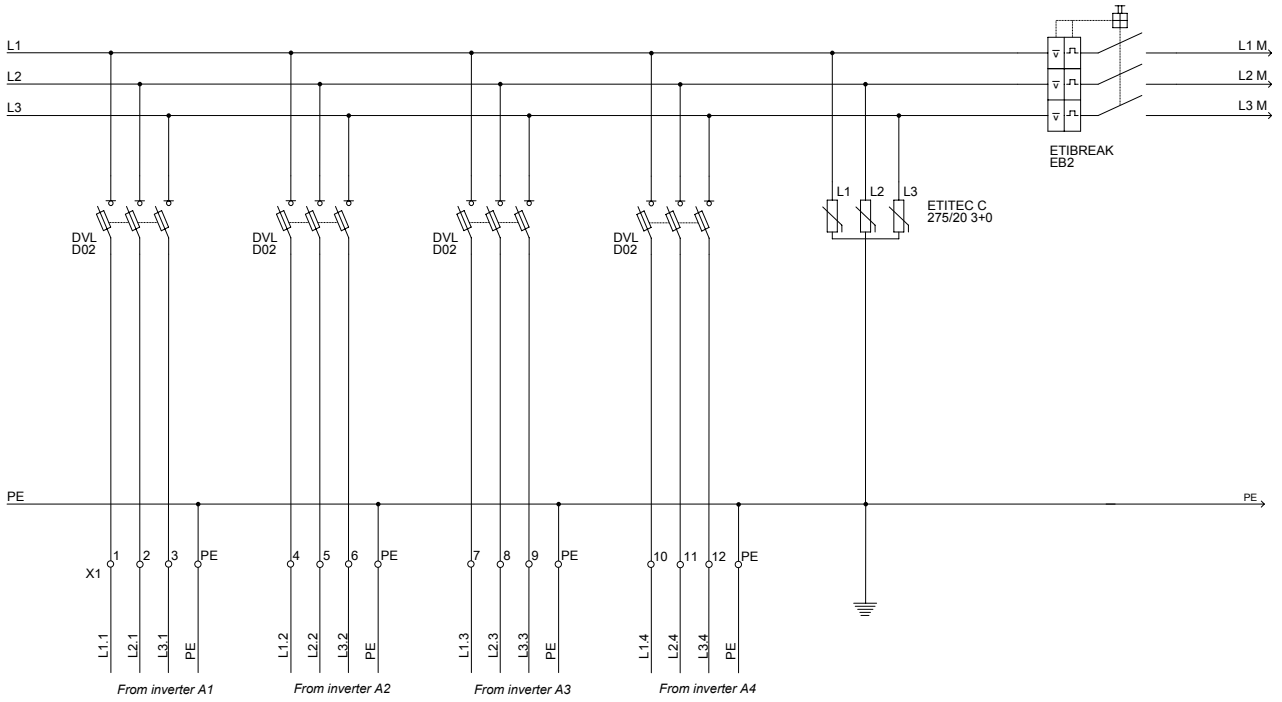 L1
L1 M
L2
L2 M
L3
L3 M
ETIBREAK
EB2
L1
L2
L3
ETITEC C
275/20 3+0
DVL
D02
DVL
D02
DVL
D02
DVL
D02
PE
PE
X1
1
2
3
PE
4
5
6
PE
7
8
9
PE
10
11
12
PE
L1.1
L2.1
L3.1
PE
L1.2
L2.2
L3.2
PE
L1.3
L2.3
L3.3
PE
L1.4
L2.4
L3.4
PE
From inverter A1
From inverter A2
From inverter A3
From inverter A4